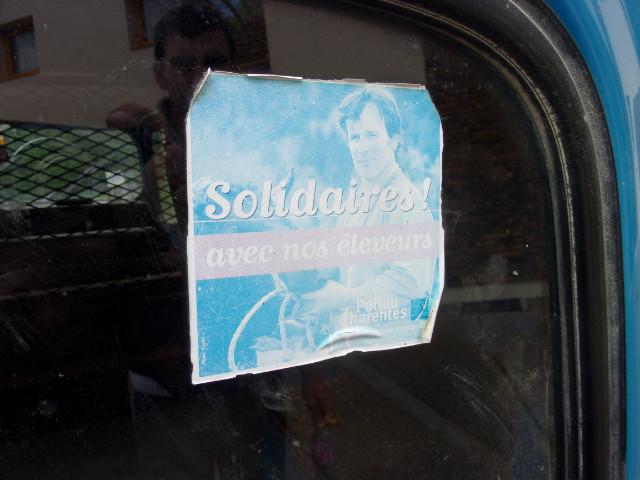 Solidaires!
avec nos éleveurs
Poitou
Charentes